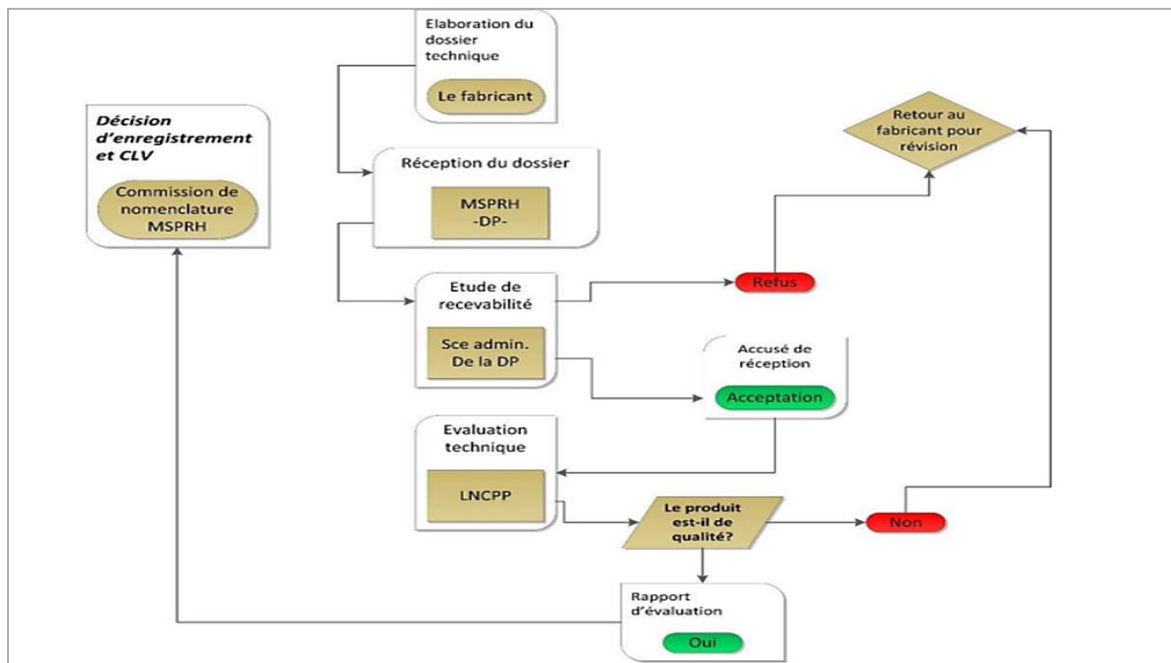 Elaboration du
dossier
technique
Le fabricant
Décision
d'enregistrement
et CLV
Commission de
nomenclature
MSPRH
Retour au
fabricant pour
révision
Réception du dossier
MSPRH
-DP-
Etude de
recevabilité
Sce admin.
De la DP
Refus
Accusé de
réception
Acceptation
Evaluation
technique
LNCPP
Le produit
est-il de
qualité?
Non
Rapport
d'évaluation
Oui